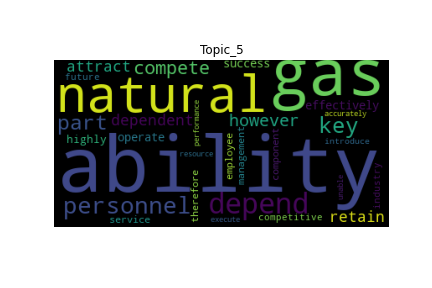 Topic_5
attract compete success gas
future
natural effectively
accurately
part dependent performance however key
highly operate employee management component introduce
ability
resource
personnel therefore depend unable industry
service execute competitive retain